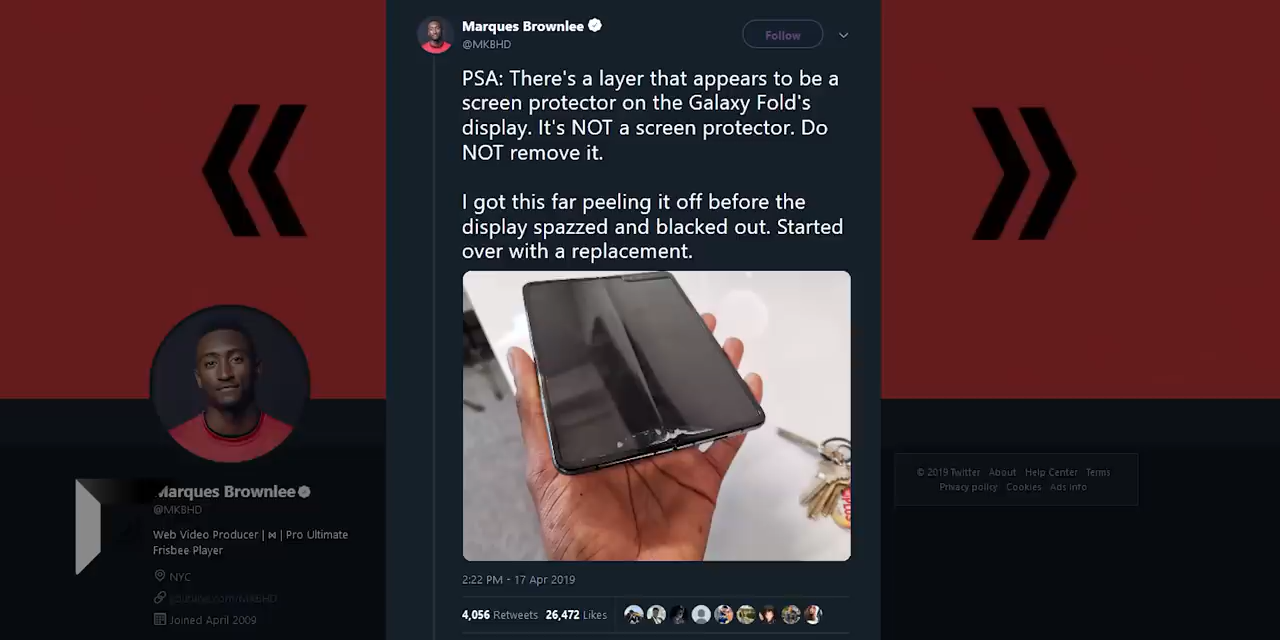 Marques Brownlee
@MKBHD
Follow
PSA: There's a layer that appears to be a
screen protector on the Galaxy Fold's
display. It's NOT a screen protector. Do
NOT remove it.
I got this far peeling it off before the
display spazzed and blacked out. Started
over with a replacement.
2:22 PM - 17 Apr 2019
4,056 Retweets 26,472 Likes
Marques Brownlee
@MKBHD
Web Video Producer | ⋈ | Pro Ultimate
Frisbee Player
NYC
youtube.com/MKBHD
Joined April 2009
© 2019 Twitter About Help Center Terms
Privacy policy Cookies Ads info